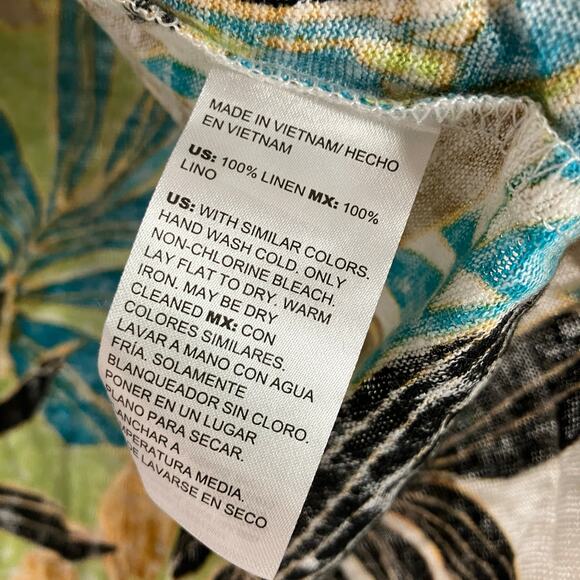 MADE IN VIETNAM/ HECHO
EN VIETNAM
US: 100% LINEN MX: 100%
LINO
US: WITH SIMILAR COLORS.
HAND WASH COLD. ONLY
NON-CHLORINE BLEACH.
LAY FLAT TO DRY. WARM
IRON. MAY BE DRY
CLEANED MX: CON
COLORES SIMILARES.
LAVAR A MANO CON AGUA
FRÍA. SOLAMENTE
BLANQUEADOR SIN CLORO.
PONER EN UN LUGAR
PLANO PARA SECAR.
PLANCHAR A
MPERATURA MEDIA.
DE LAVARSE EN SECO